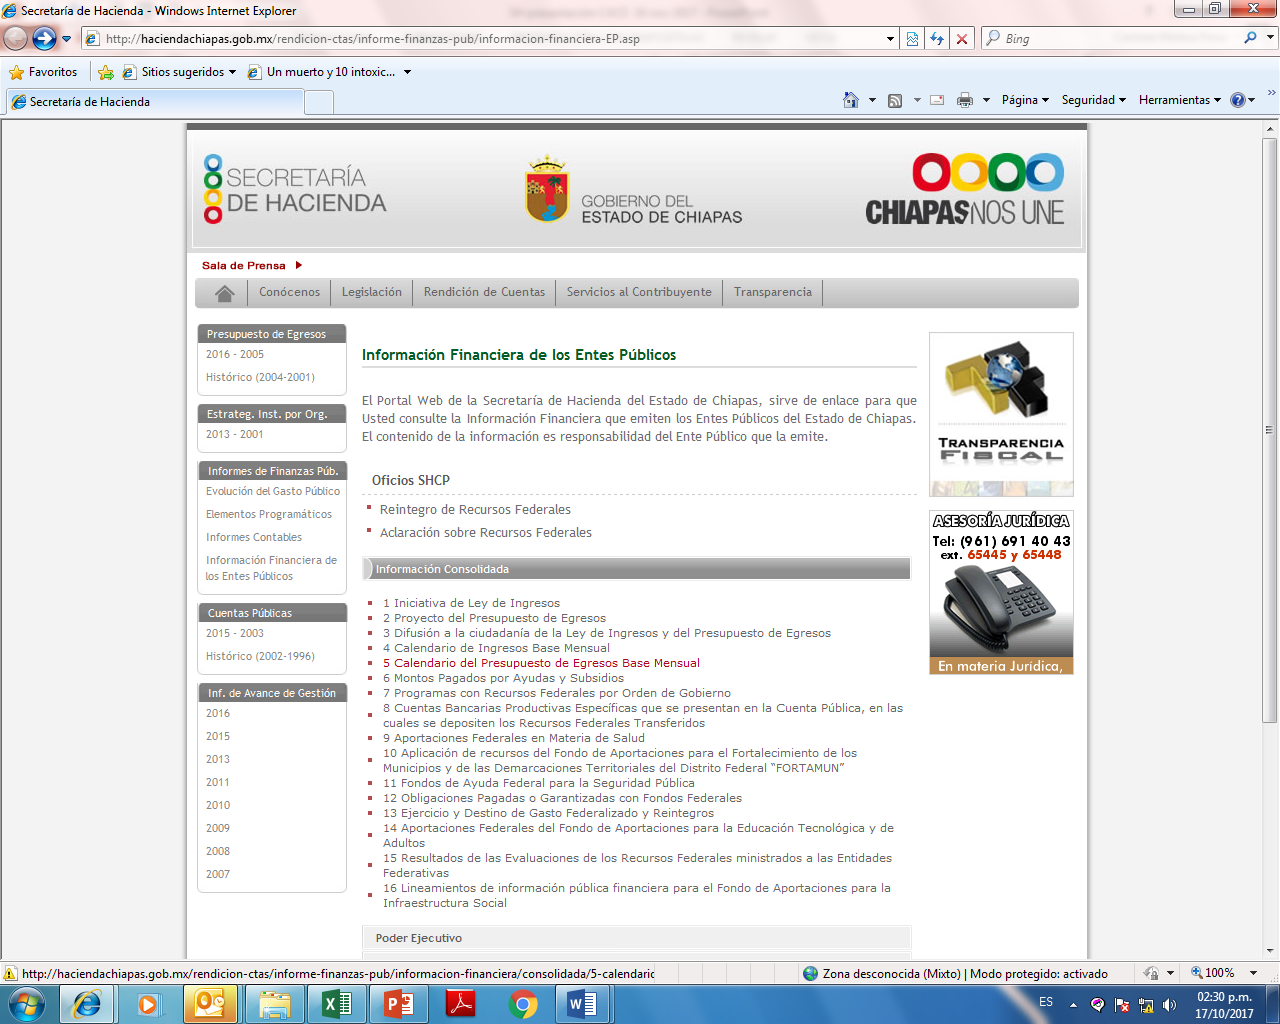 Secretaría de Hacienda - Windows Internet Explorer
http://haciendachiapas.gob.mx/rendicion-ctas/informe-finanzas-pub/informacion-financiera-EP.asp
Bing
Favoritos
Sitios sugeridos
Un muerto y 10 intoxic...
Secretaría de Hacienda
Página
Seguridad
Herramientas
SECRETARÍA
DE HACIENDA
GOBIERNO DEL
ESTADO DE CHIAPAS
CHIAPAS NOS UNE
Sala de Prensa
Conócenos
Legislación
Rendición de Cuentas
Servicios al Contribuyente
Transparencia
Presupuesto de Egresos
2016 - 2005
Histórico (2004-2001)
Estrateg. Inst. por Org.
2013 - 2001
Informes de Finanzas Púb.
Evolución del Gasto Público
Elementos Programáticos
Informes Contables
Información Financiera de
los Entes Públicos
Cuentas Públicas
2015 - 2003
Histórico (2002-1996)
Inf. de Avance de Gestión
2016
2015
2013
2011
2010
2009
2008
2007
Información Financiera de los Entes Públicos
El Portal Web de la Secretaría de Hacienda del Estado de Chiapas, sirve de enlace para que
Usted consulte la Información Financiera que emiten los Entes Públicos del Estado de Chiapas.
El contenido de la información es responsabilidad del Ente Público que la emite.
Oficios SHCP
Reintegro de Recursos Federales
Aclaración sobre Recursos Federales
Información Consolidada
1 Iniciativa de Ley de Ingresos
2 Proyecto del Presupuesto de Egresos
3 Difusión a la ciudadanía de la Ley de Ingresos y del Presupuesto de Egresos
4 Calendario de Ingresos Base Mensual
5 Calendario del Presupuesto de Egresos Base Mensual
6 Montos Pagados por Ayudas y Subsidios
7 Programas con Recursos Federales por Orden de Gobierno
8 Cuentas Bancarias Productivas Específicas que se presentan en la Cuenta Pública, en las
cuales se depositen los Recursos Federales Transferidos
9 Aportaciones Federales en Materia de Salud
10 Aplicación de recursos del Fondo de Aportaciones para el Fortalecimiento de los
Municipios y de las Demarcaciones Territoriales del Distrito Federal “FORTAMUN”
11 Fondos de Ayuda Federal para la Seguridad Pública
12 Obligaciones Pagadas o Garantizadas con Fondos Federales
13 Ejercicio y Destino de Gasto Federalizado y Reintegros
14 Aportaciones Federales del Fondo de Aportaciones para la Educación Tecnológica y de
Adultos
15 Resultados de las Evaluaciones de los Recursos Federales ministrados a las Entidades
Federativas
16 Lineamientos de información pública financiera para el Fondo de Aportaciones para la
Infraestructura Social
Poder Ejecutivo
TRANSPARENCIA
FISCAL
ASESORÍA JURÍDICA
Tel: (961) 691 40 43
ext. 65445 y 65448
En materia Jurídica,
http://haciendachiapas.gob.mx/rendicion-ctas/informe-finanzas-pub/informacion-financiera/consolidada/5-calendaric
Zona desconocida (Mixto) | Modo protegido: activado
100%
ES
02:30 p.m.
17/10/2017